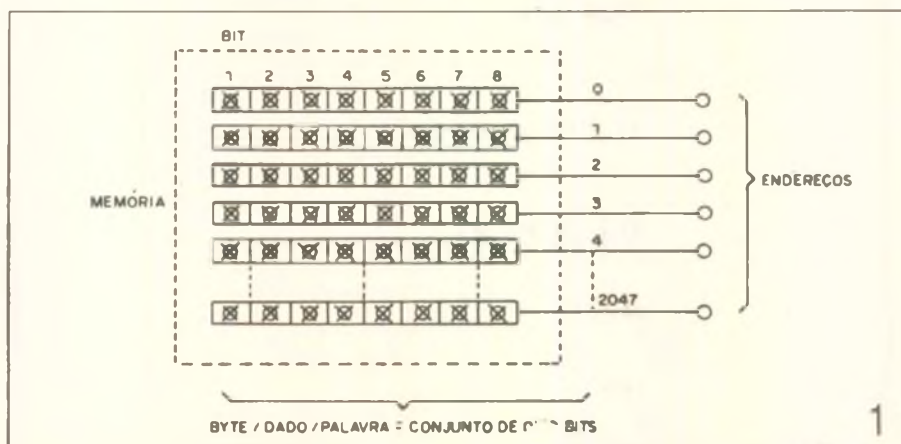 BIT
1 2 3 4 5 6 7 8
0
1
2
MEMÓRIA
3
ENDEREÇOS
4
2047
BYTE / DADO / PALAVRA = CONJUNTO DE BITS
1